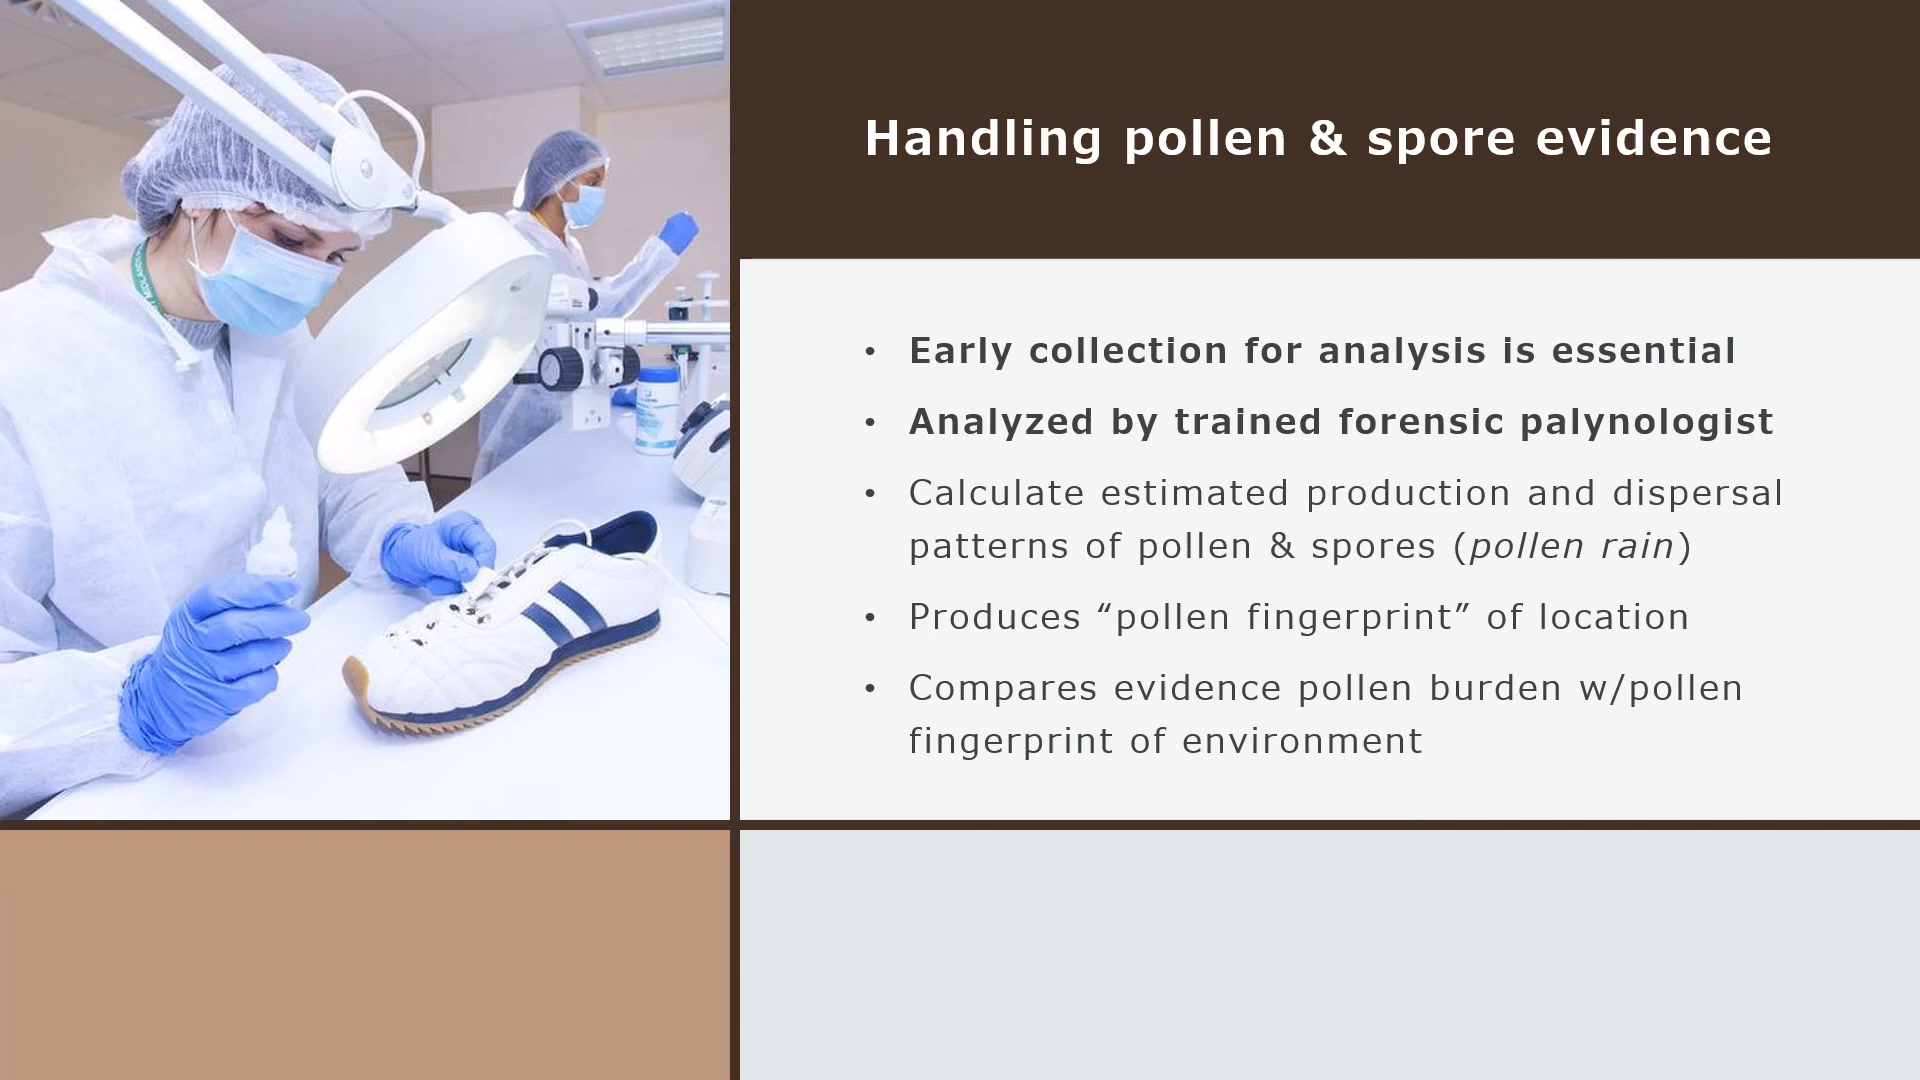 Handling pollen & spore evidence
• Early collection for analysis is essential
• Analyzed by trained forensic palynologist
• Calculate estimated production and dispersal
patterns of pollen & spores (pollen rain)
• Produces “pollen fingerprint” of location
• Compares evidence pollen burden w/pollen
fingerprint of environment